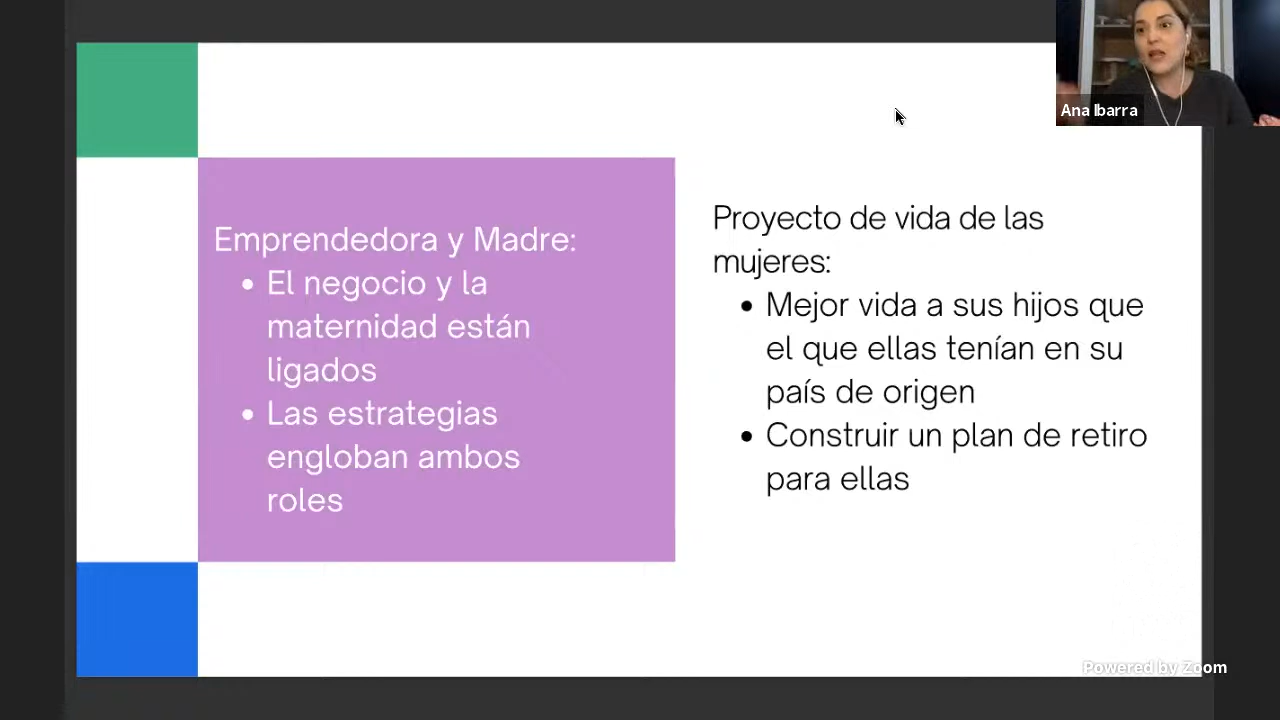 Ana Ibarra
Emprendedora y Madre:
• El negocio y la
maternidad están
ligados
• Las estrategias
engloban ambos
roles
Proyecto de vida de las
mujeres:
• Mejor vida a sus hijos que
el que ellas tenían en su
país de origen
• Construir un plan de retiro
para ellas
Powered by Zoom